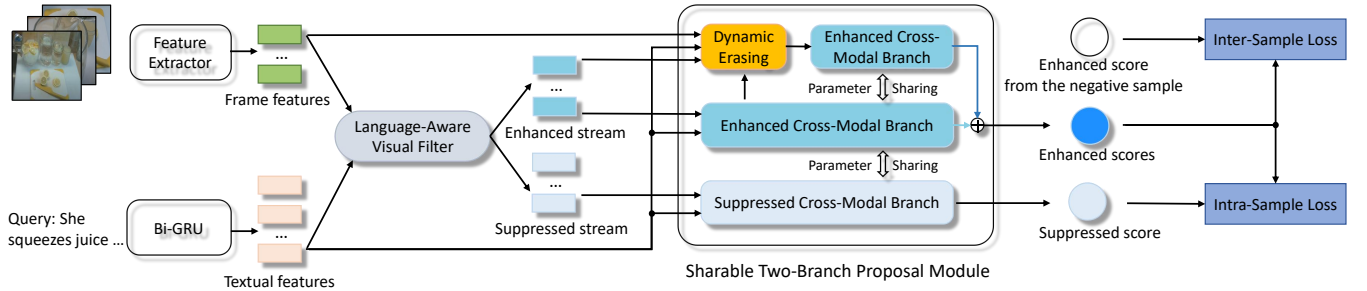 Feature
Extractor
...
Frame features
Query: She
squeezes juice ...
Bi-GRU
...
Textual features
Language-Aware
Visual Filter
...
Enhanced stream
...
Suppressed stream
Dynamic
Erasing
Enhanced Cross-
Modal Branch
Parameter Sharing
Enhanced Cross-Modal Branch
Parameter Sharing
Suppressed Cross-Modal Branch
Sharable Two-Branch Proposal Module
Enhanced score
from the negative sample
Enhanced scores
Suppressed score
Inter-Sample Loss
Intra-Sample Loss